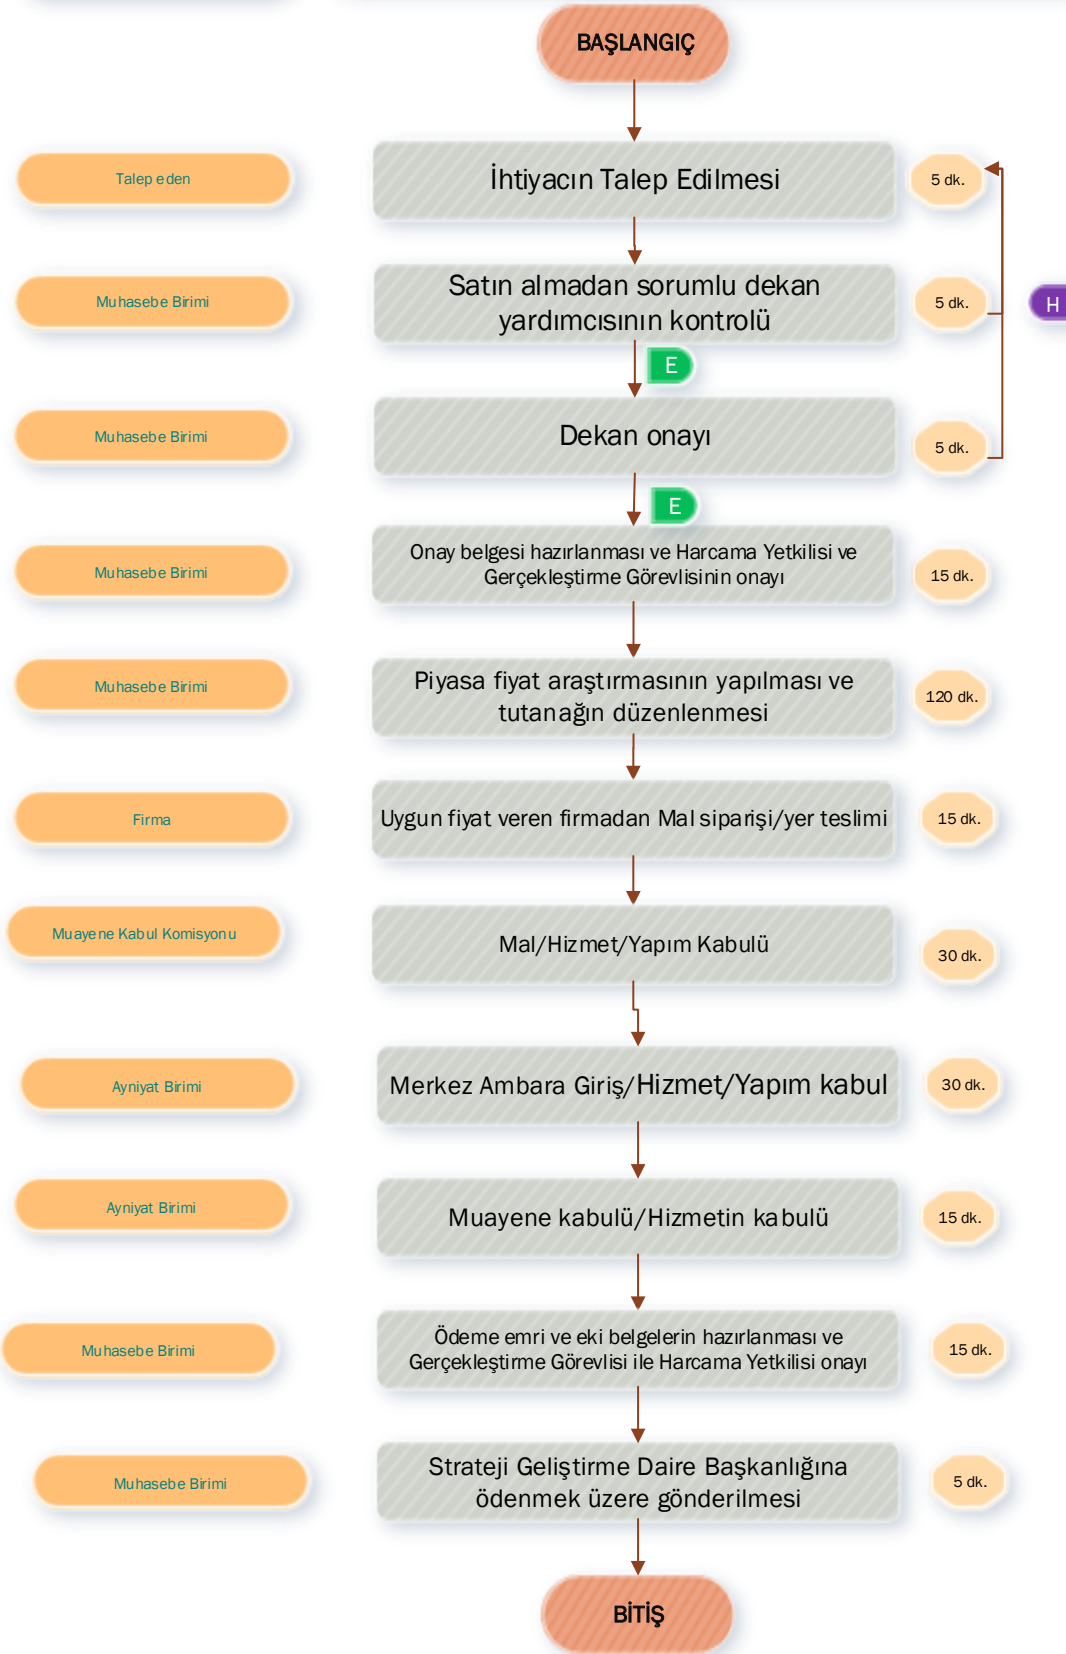 BAŞLANGIÇ
Talep eden
İhtiyacın Talep Edilmesi
5 dk.
Muhasebe Birimi
Satın almadan sorumlu dekan
yardımcısının kontrolü
5 dk.
H
E
Muhasebe Birimi
Dekan onayı
5 dk.
E
Muhasebe Birimi
Onay belgesi hazırlanması ve Harcama Yetkilisi ve
Gerçekleştirme Görevlisinin onayı
15 dk.
Muhasebe Birimi
Piyasa fiyat araştırmasının yapılması ve
tutanağın düzenlenmesi
120 dk.
Firma
Uygun fiyat veren firmadan Mal siparişi/yer teslimi
15 dk.
Muayene Kabul Komisyonu
Mal/Hizmet/Yapım Kabulü
30 dk.
Ayniyat Birimi
Merkez Ambara Giriş/Hizmet/Yapım kabul
30 dk.
Ayniyat Birimi
Muayene kabulü/Hizmetin kabulü
15 dk.
Muhasebe Birimi
Ödeme emri ve eki belgelerin hazırlanması ve
Gerçekleştirme Görevlisi ile Harcama Yetkilisi onayı
15 dk.
Muhasebe Birimi
Strateji Geliştirme Daire Başkanlığına
ödenmek üzere gönderilmesi
5 dk.
BİTİŞ